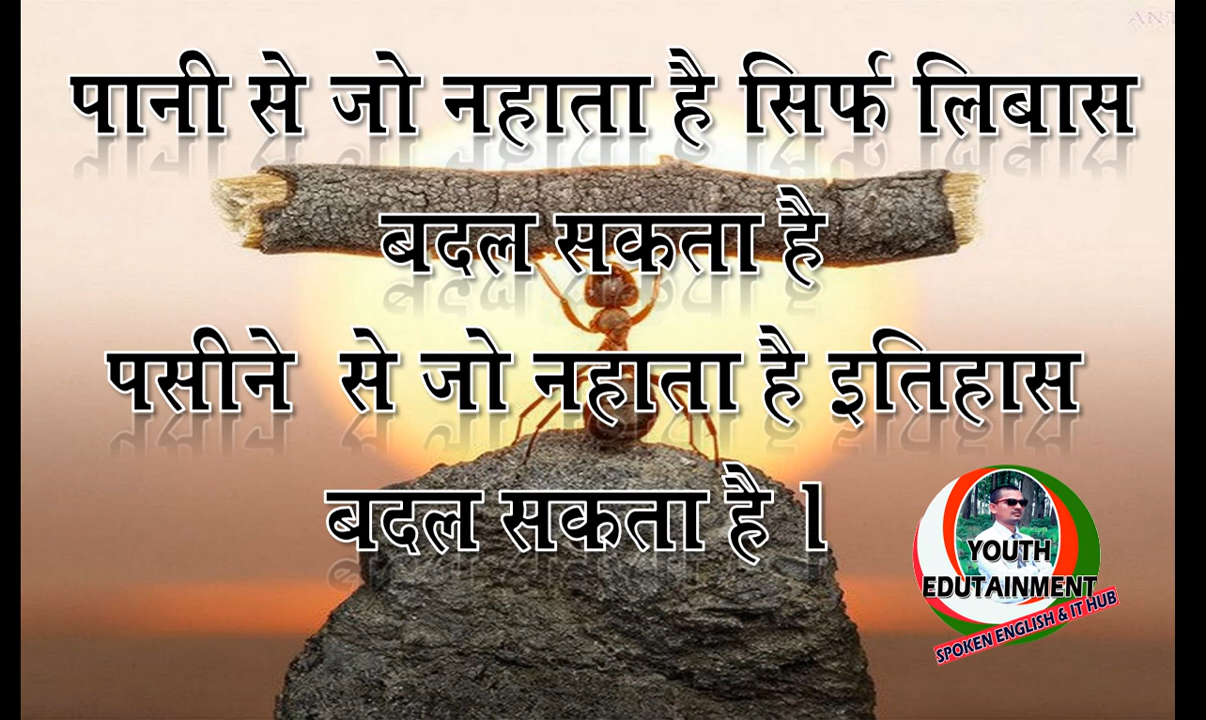 पानी से जो नहाता है सिर्फ लिबास
बदल सकता है
पसीने से जो नहाता है इतिहास
बदल सकता है l
YOUTH
EDUTAINMENT
SPOKEN ENGLISH & IT HUB